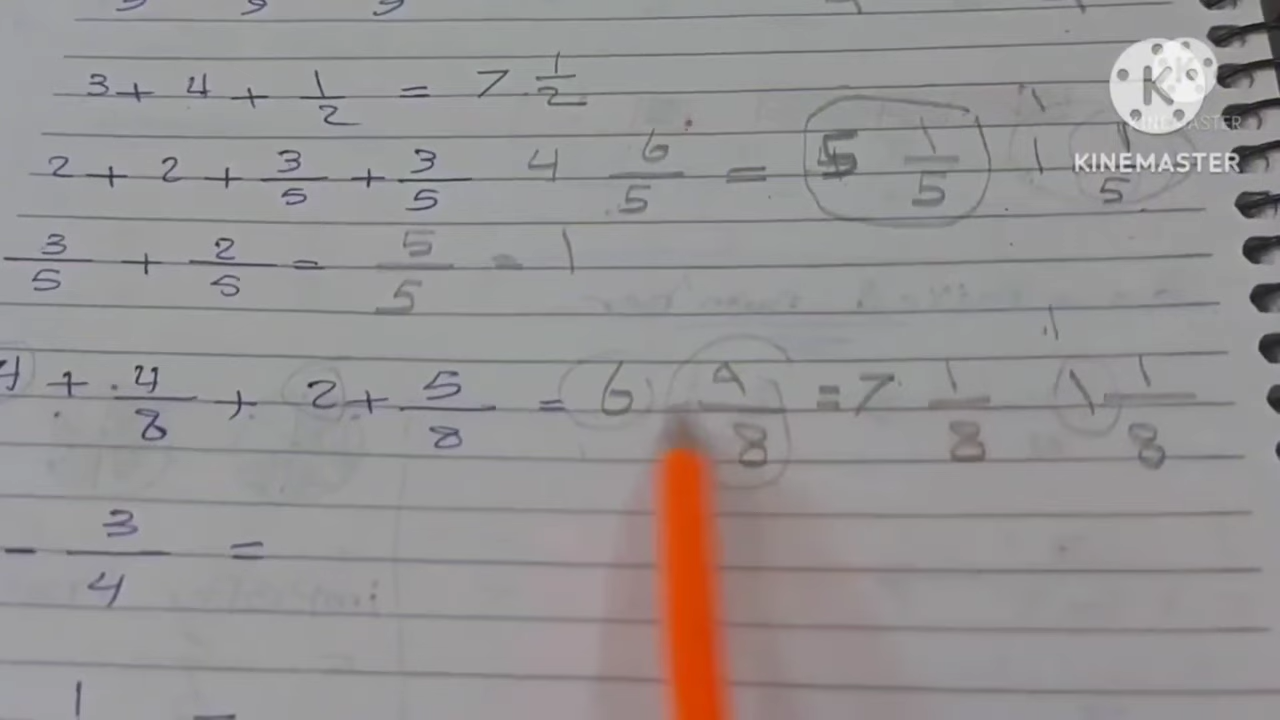 3 + 4 + 1/2 = 7 1/2
2 + 2 + 3/5 + 3/5 4 6/5 = 5 1/5 1 1/5
3/5 + 2/5 = 5/5 = 1
4 + 4/8 + 2 + 5/8 = 6 9/8 = 7 1/8 1 1/8
- 3/4 =
1
KINEMASTER
KINEMASTER